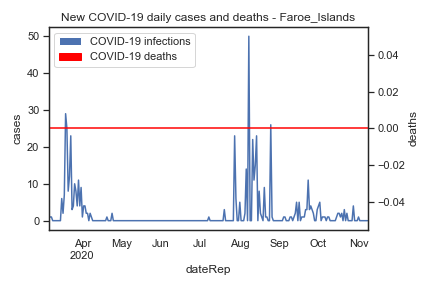 New COVID-19 daily cases and deaths - Faroe_Islands
COVID-19 infections
COVID-19 deaths
50
40
30
20
10
0
cases
0.04
0.02
0.00
−0.02
−0.04
deaths
Apr May Jun Jul Aug Sep Oct Nov
2020
dateRep